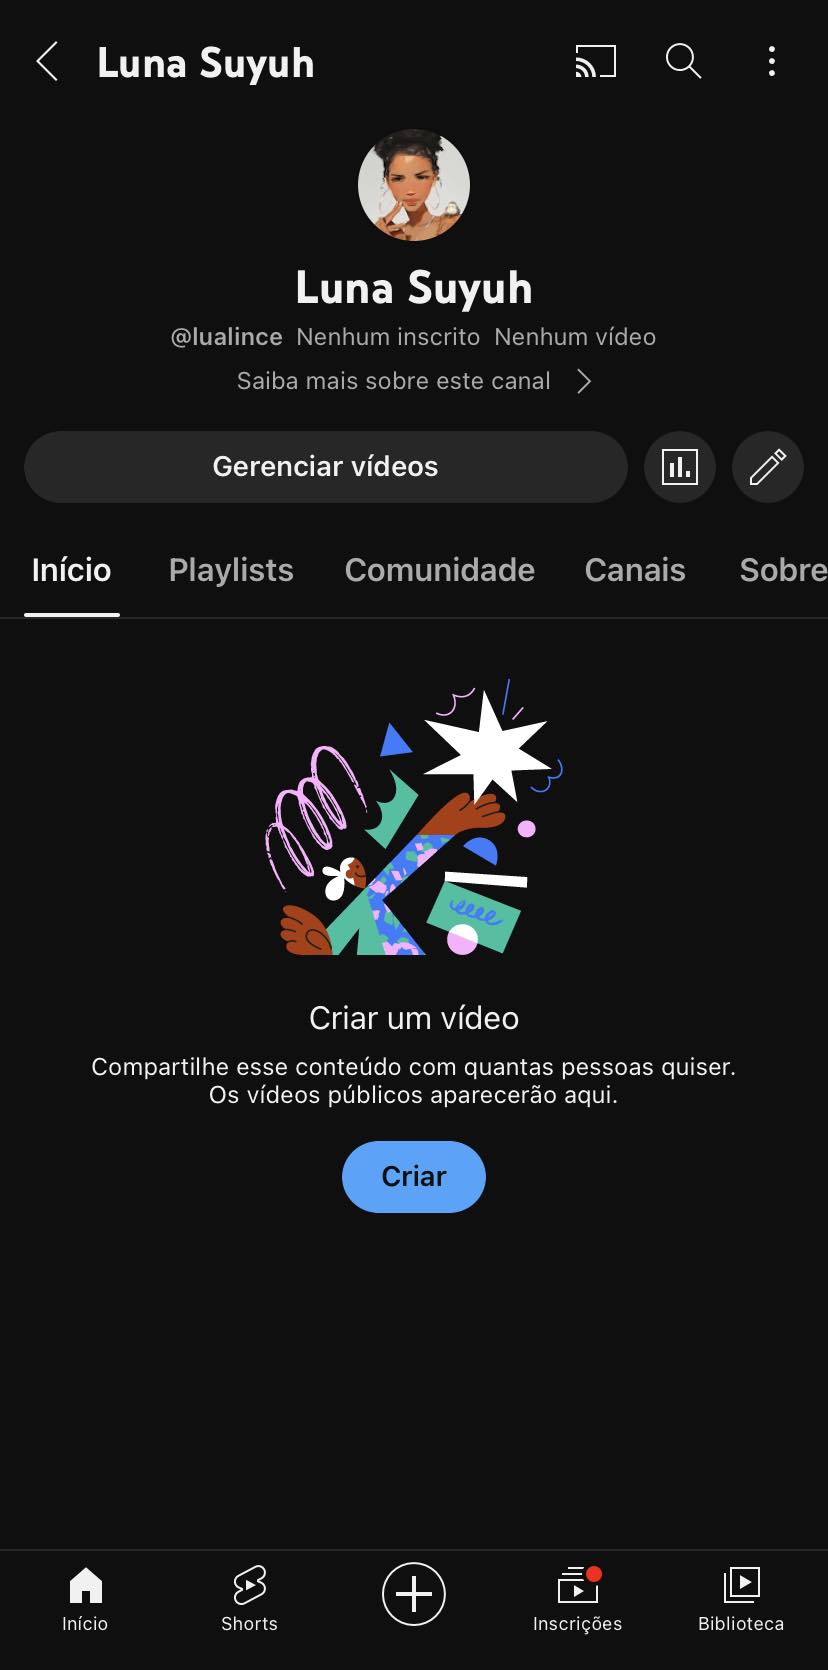 Luna Suyuh
Luna Suyuh
@lualince Nenhum inscrito Nenhum vídeo
Saiba mais sobre este canal
Gerenciar vídeos
Início Playlists Comunidade Canais Sobre
Criar um vídeo
Compartilhe esse conteúdo com quantas pessoas quiser.
Os vídeos públicos aparecerão aqui.
Criar
Início Shorts Inscrições Biblioteca